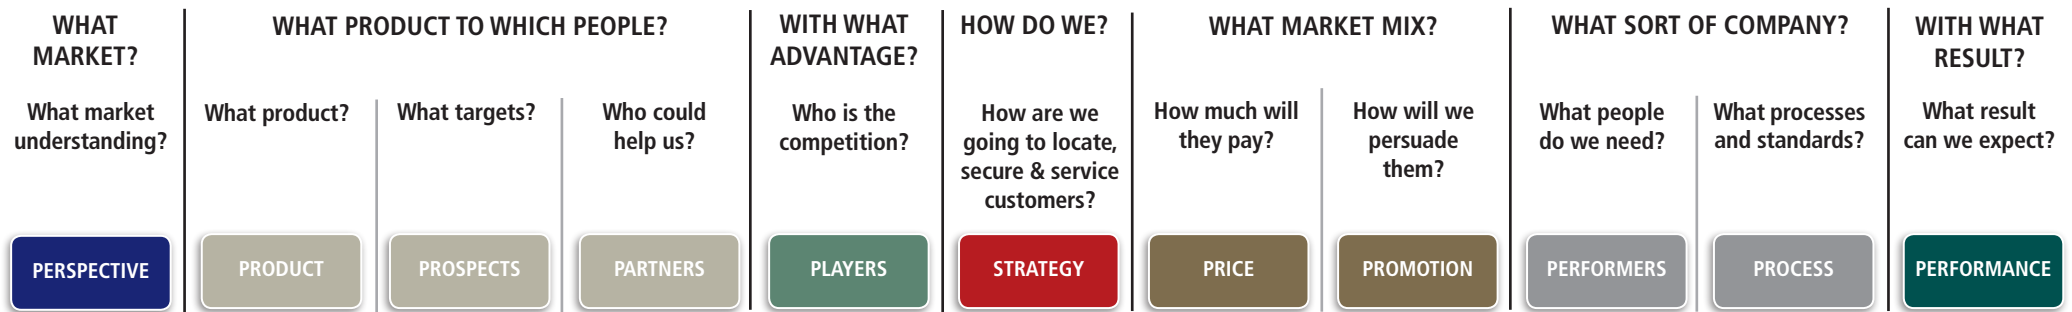 WHAT
MARKET?
WHAT PRODUCT TO WHICH PEOPLE?
WITH WHAT
ADVANTAGE?
HOW DO WE?
WHAT MARKET MIX?
WHAT SORT OF COMPANY?
WITH WHAT
RESULT?
What market
understanding?
What product?
What targets?
Who could
help us?
Who is the
competition?
How are we
going to locate,
secure & service
customers?
How much will
they pay?
How will we
persuade
them?
What people
do we need?
What processes
and standards?
What result
can we expect?
PERSPECTIVE
PRODUCT
PROSPECTS
PARTNERS
PLAYERS
STRATEGY
PRICE
PROMOTION
PERFORMERS
PROCESS
PERFORMANCE